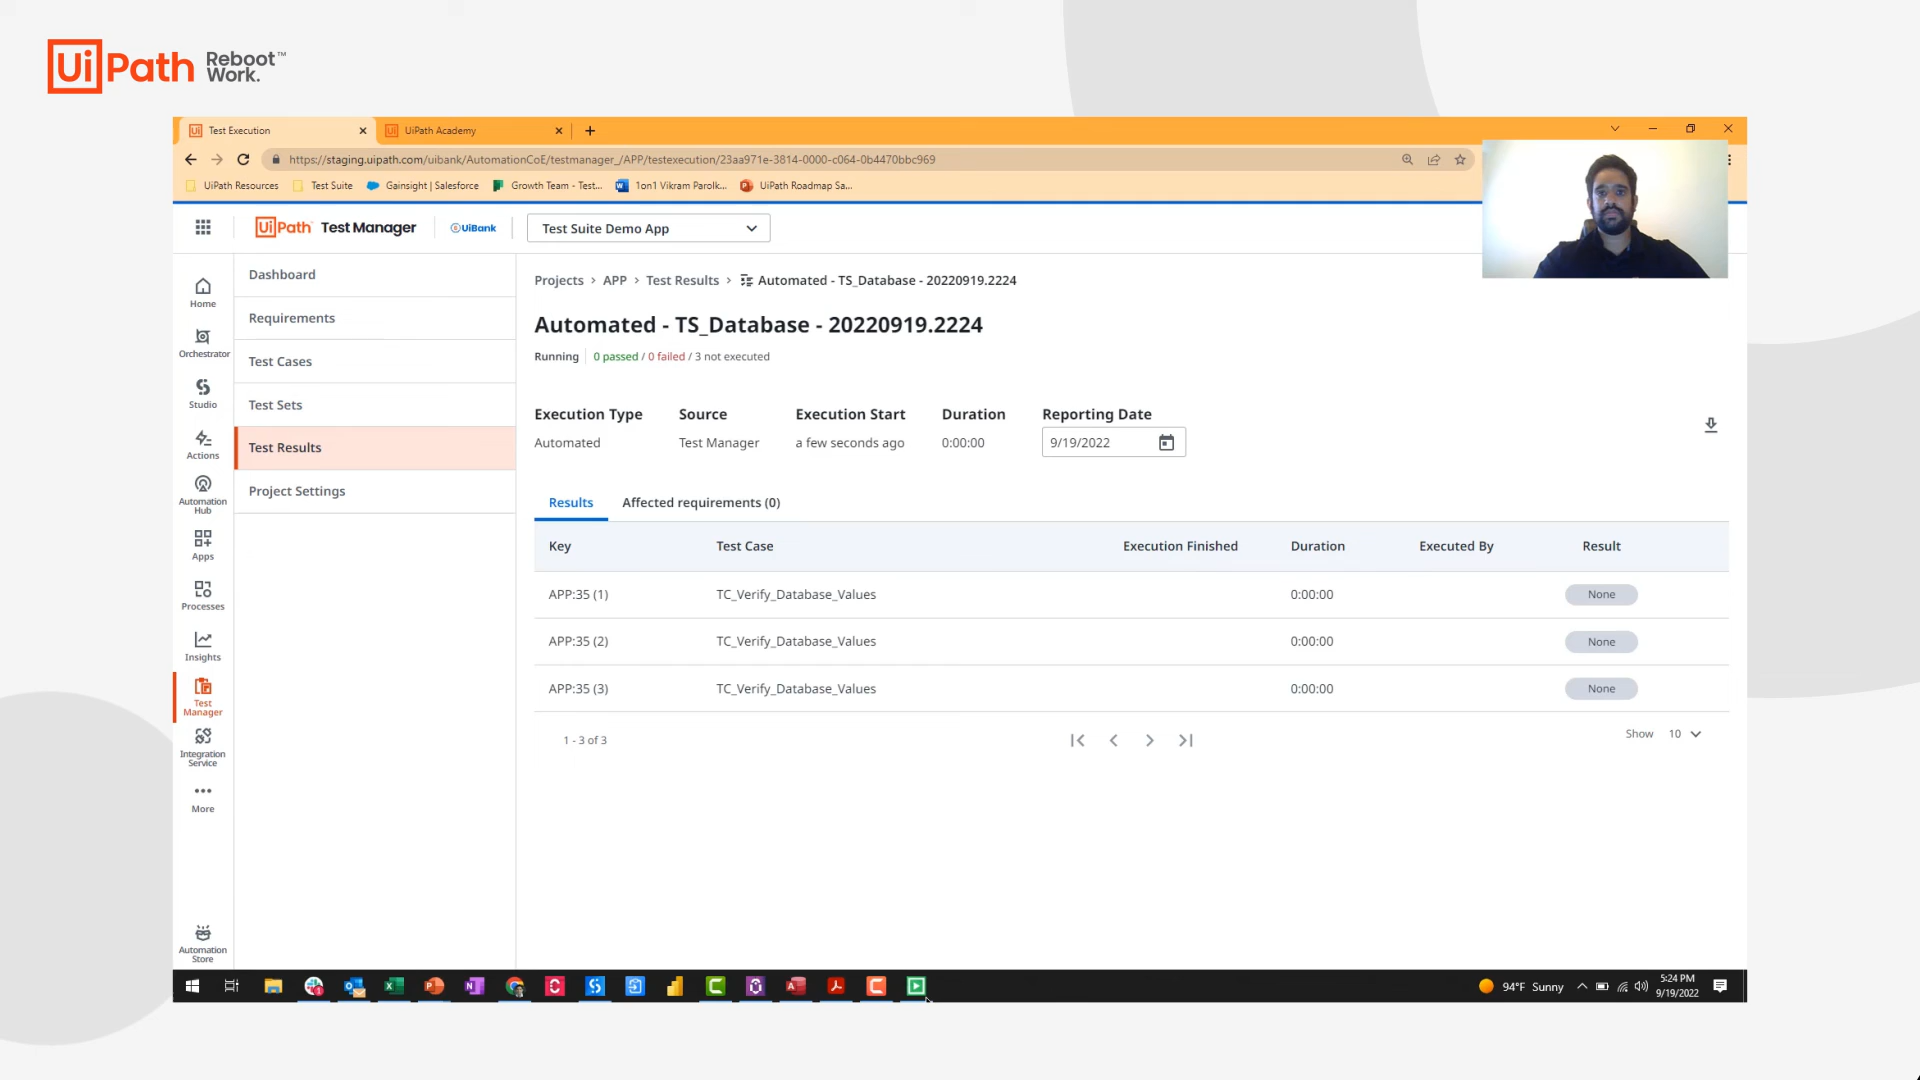 UiPath Reboot Work.™
Test Execution
UiPath Academy
https://staging.uipath.com/uibank/AutomationCoE/testmanager_/APP/testexecution/23aa971e-3814-0000-c064-0b4470bbc969
UiPath Resources
Test Suite
Gainsight | Salesforce
Growth Team - Test...
1on1 Vikram Parolk...
UiPath Roadmap Sa...
UiPath Test Manager
UiBank
Test Suite Demo App
Home
Orchestrator
Studio
Actions
Automation
Hub
Apps
Processes
Insights
Test
Manager
Integration
Service
More
Automation
Store
Dashboard
Requirements
Test Cases
Test Sets
Test Results
Project Settings
Projects > APP > Test Results > Automated - TS_Database - 20220919.2224
Automated - TS_Database - 20220919.2224
Running 0 passed / 0 failed / 3 not executed
Execution Type Source Execution Start Duration Reporting Date
Automated Test Manager a few seconds ago 0:00:00 9/19/2022
Results Affected requirements (0)
Key Test Case Execution Finished Duration Executed By Result
APP:35 (1) TC_Verify_Database_Values 0:00:00 None
APP:35 (2) TC_Verify_Database_Values 0:00:00 None
APP:35 (3) TC_Verify_Database_Values 0:00:00 None
1 - 3 of 3
Show 10
94°F Sunny
5:24 PM
9/19/2022